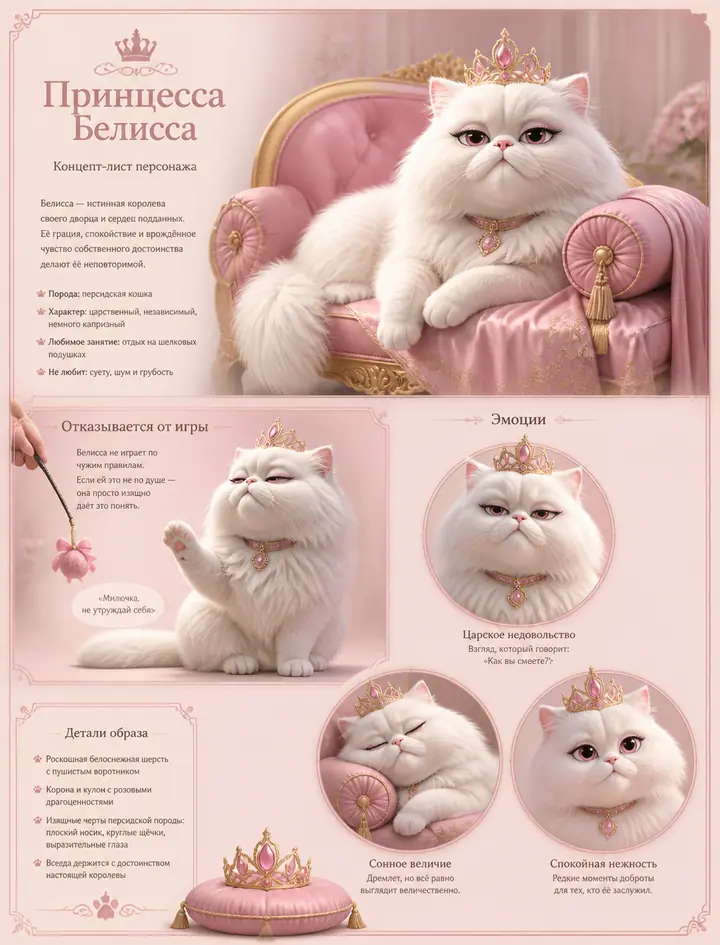 Принцесса
Белисса
Концепт-лист персонажа
Белисса — истинная королева
своего дворца и сердец подданных.
Её грация, спокойствие и врождённое
чувство собственного достоинства
делают её неповторимой.
Порода: персидская кошка
Характер: царственный, независимый,
немного капризный
Любимое занятие: отдых на шелковых
подушках
Не любит: суету, шум и грубость
Отказывается от игры
Белисса не играет по
чужим правилам.
Если ей это не по душе —
она просто изящно
даёт это понять.
«Милочка,
не утруждай себя»
Эмоции
Царское недовольство
Взгляд, который говорит:
«Как вы смеете?»
Сонное величие
Дремлет, но всё равно
выглядит величественно.
Спокойная нежность
Редкие моменты доброты
для тех, кто её заслужил.
Детали образа
Роскошная белоснежная шерсть
с пушистым воротником
Корона и кулон с розовыми
драгоценностями
Изящные черты персидской породы:
плоский носик, круглые щёчки,
выразительные глаза
Всегда держится с достоинством
настоящей королевы